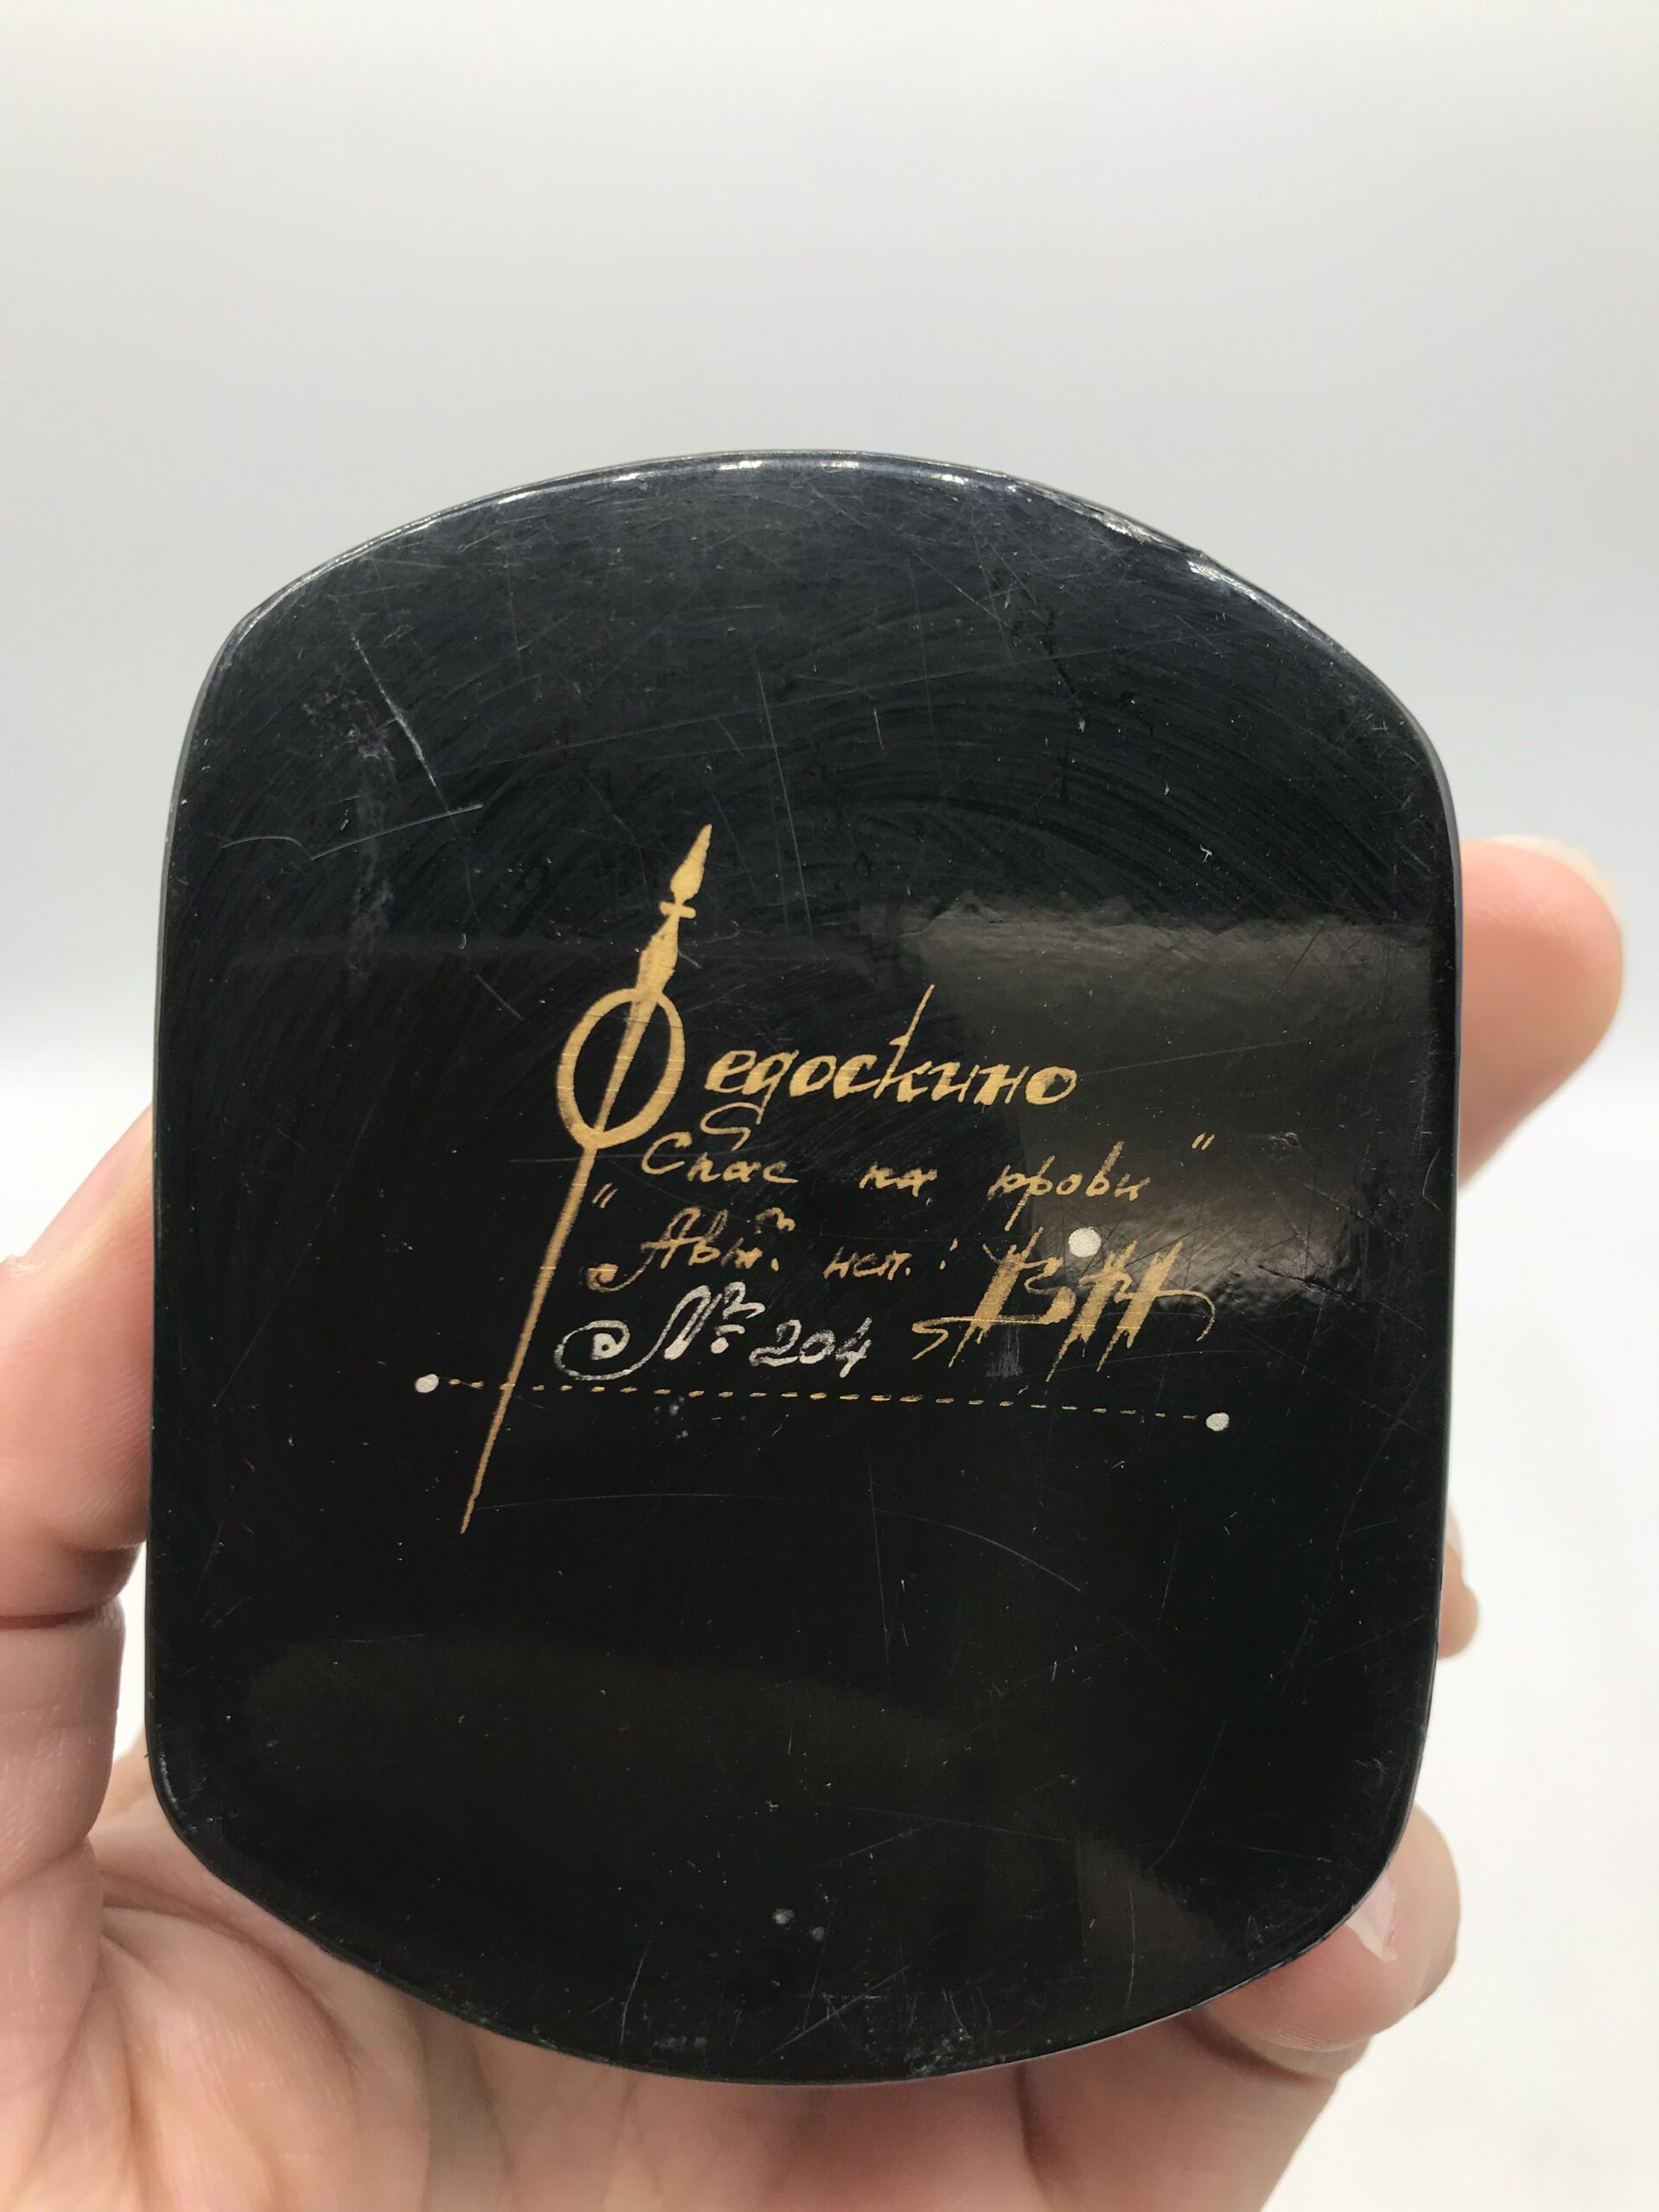 Федоскино
"Спас на крови"
Авт. исп.:
№ 204